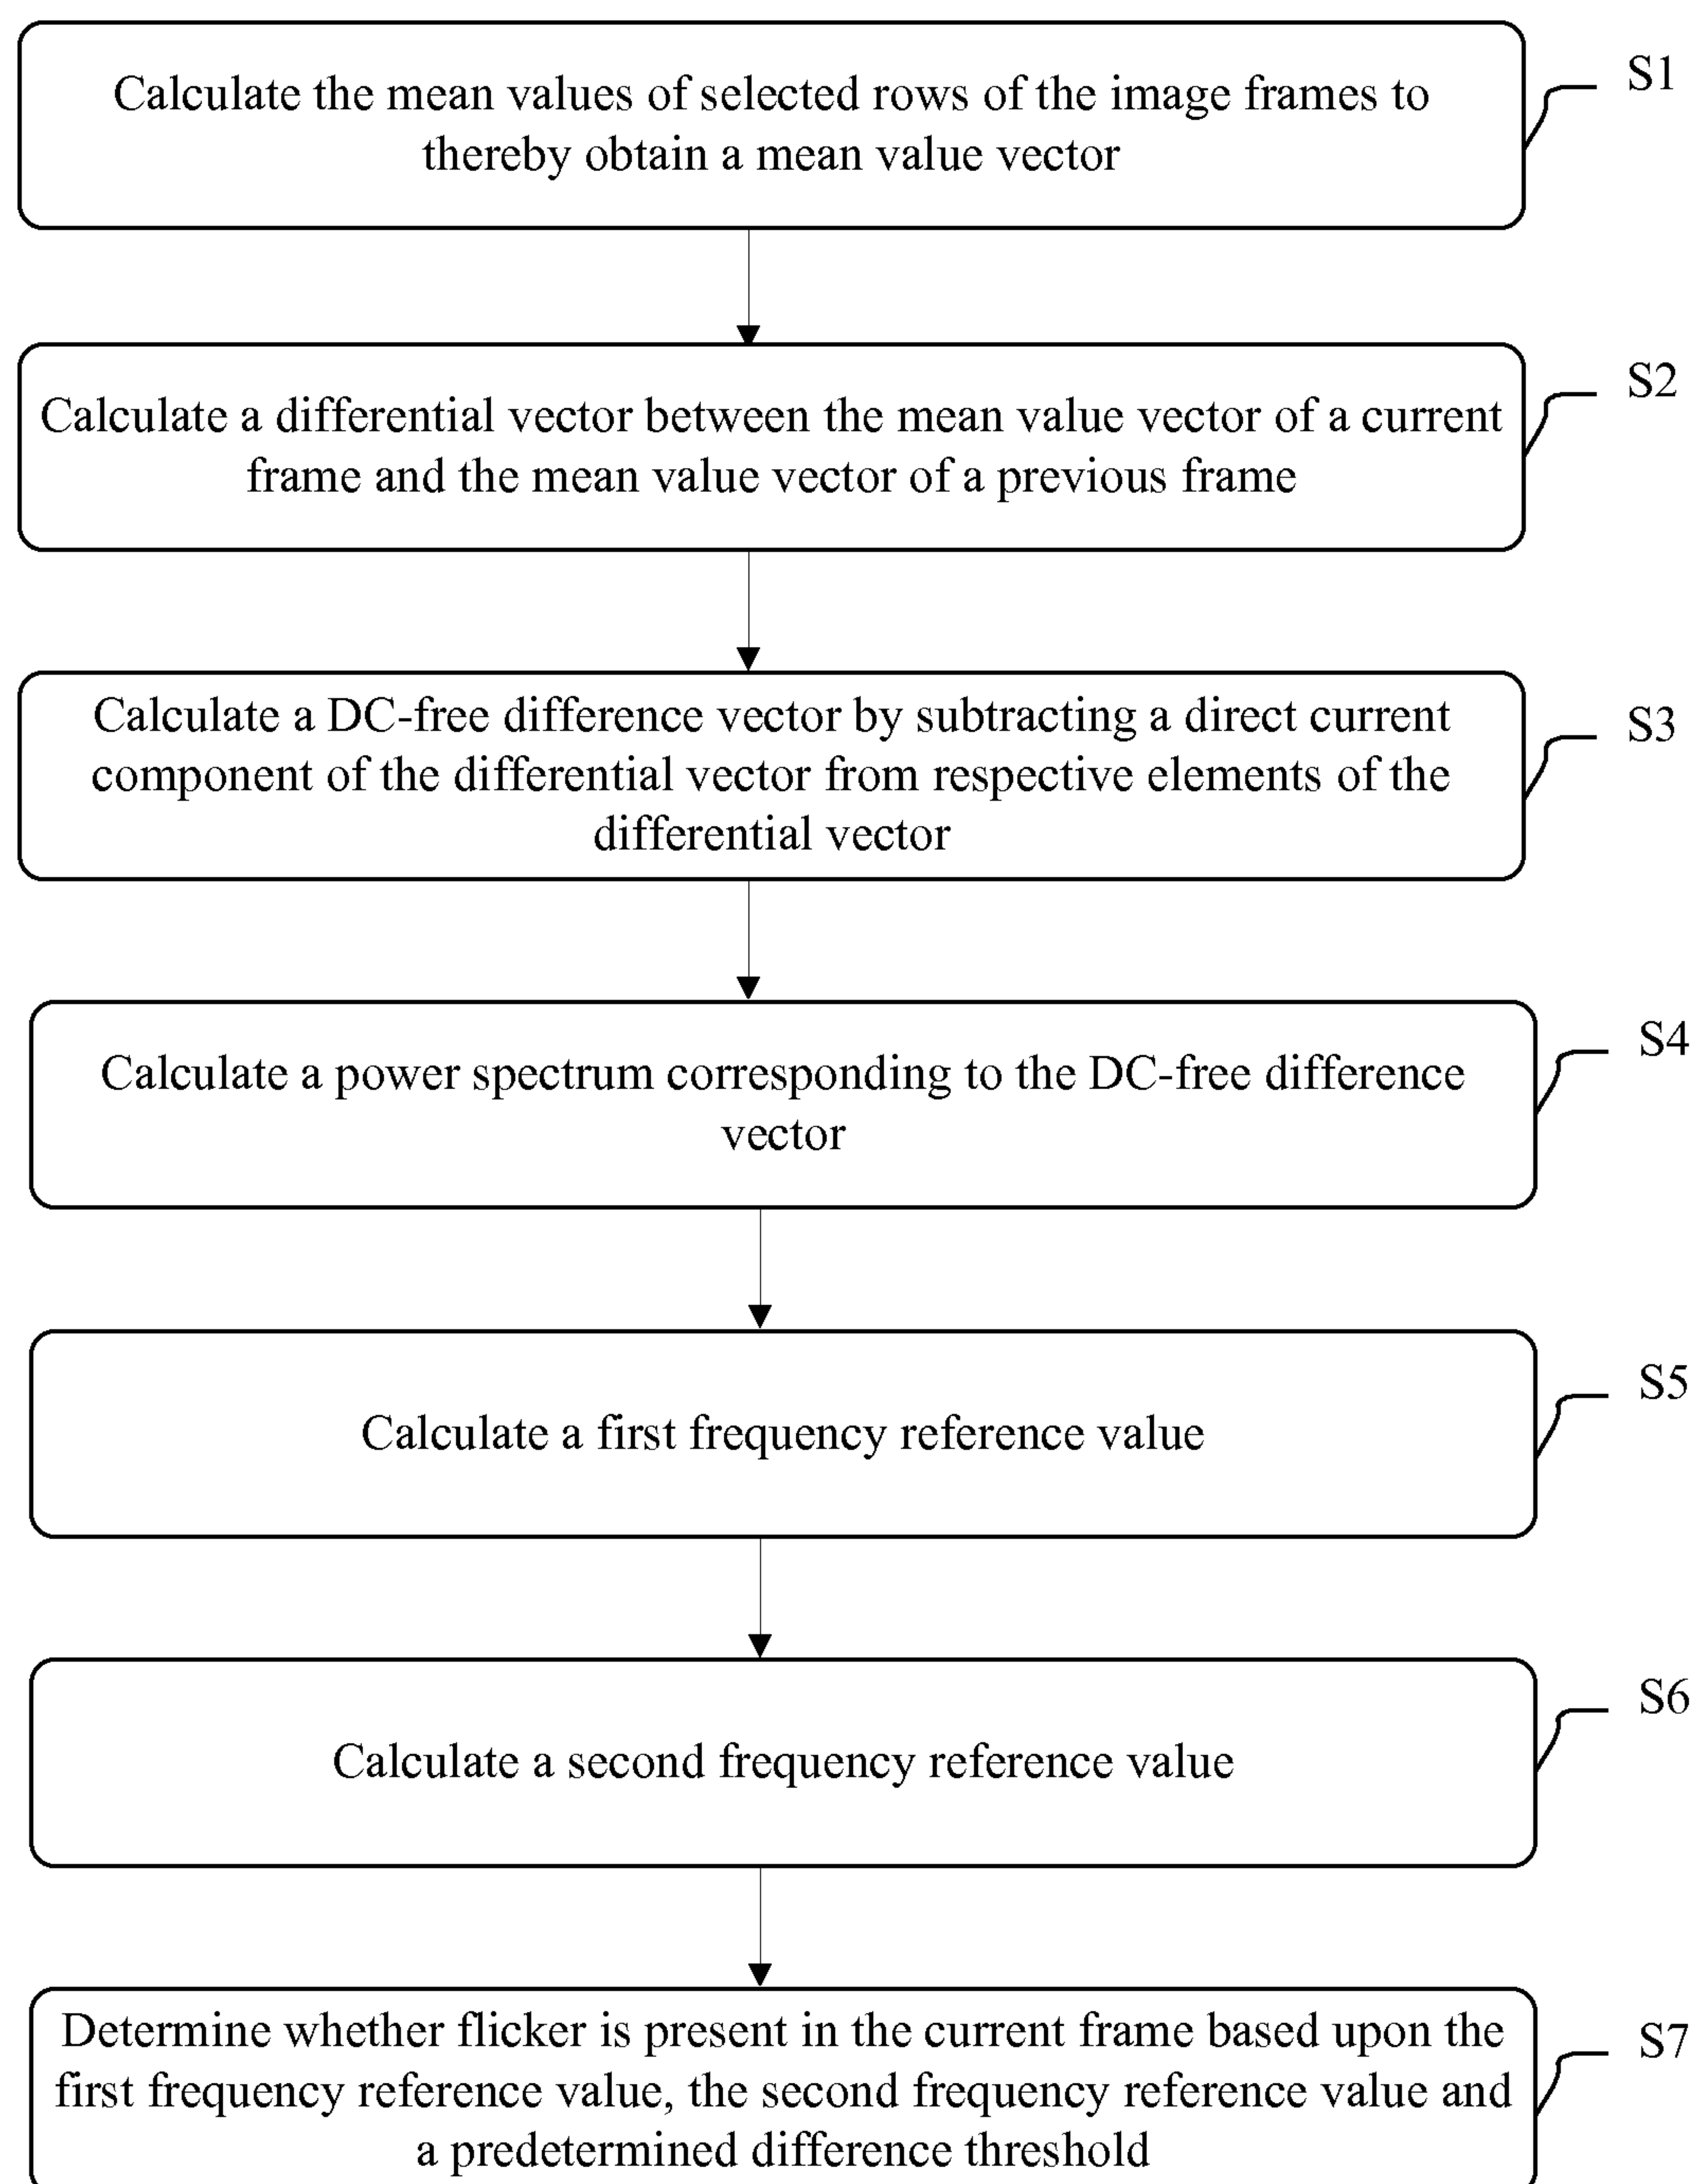 Calculate the mean values of selected rows of the image frames to
thereby obtain a mean value vector
S1
Calculate a differential vector between the mean value vector of a current
frame and the mean value vector of a previous frame
S2
Calculate a DC-free difference vector by subtracting a direct current
component of the differential vector from respective elements of the
differential vector
S3
Calculate a power spectrum corresponding to the DC-free difference
vector
S4
Calculate a first frequency reference value
S5
Calculate a second frequency reference value
S6
Determine whether flicker is present in the current frame based upon the
first frequency reference value, the second frequency reference value and
a predetermined difference threshold
S7